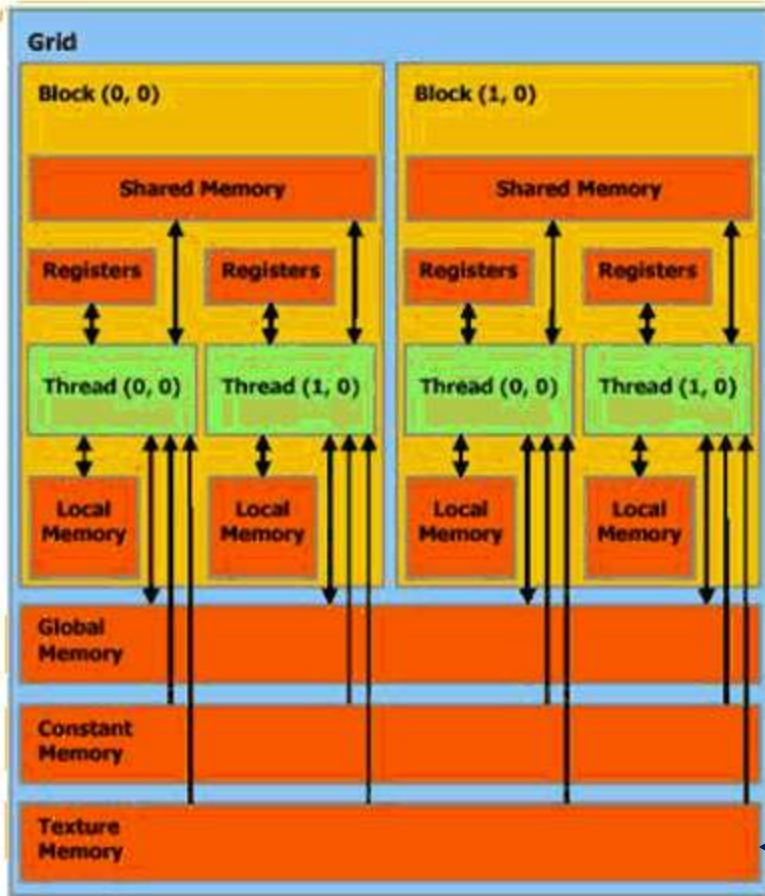 Grid
Block (0, 0)
Block (1, 0)
Shared Memory
Shared Memory
Registers
Registers
Registers
Registers
Thread (0, 0)
Thread (1, 0)
Thread (0, 0)
Thread (1, 0)
Local
Memory
Local
Memory
Local
Memory
Local
Memory
Global
Memory
Constant
Memory
Texture
Memory